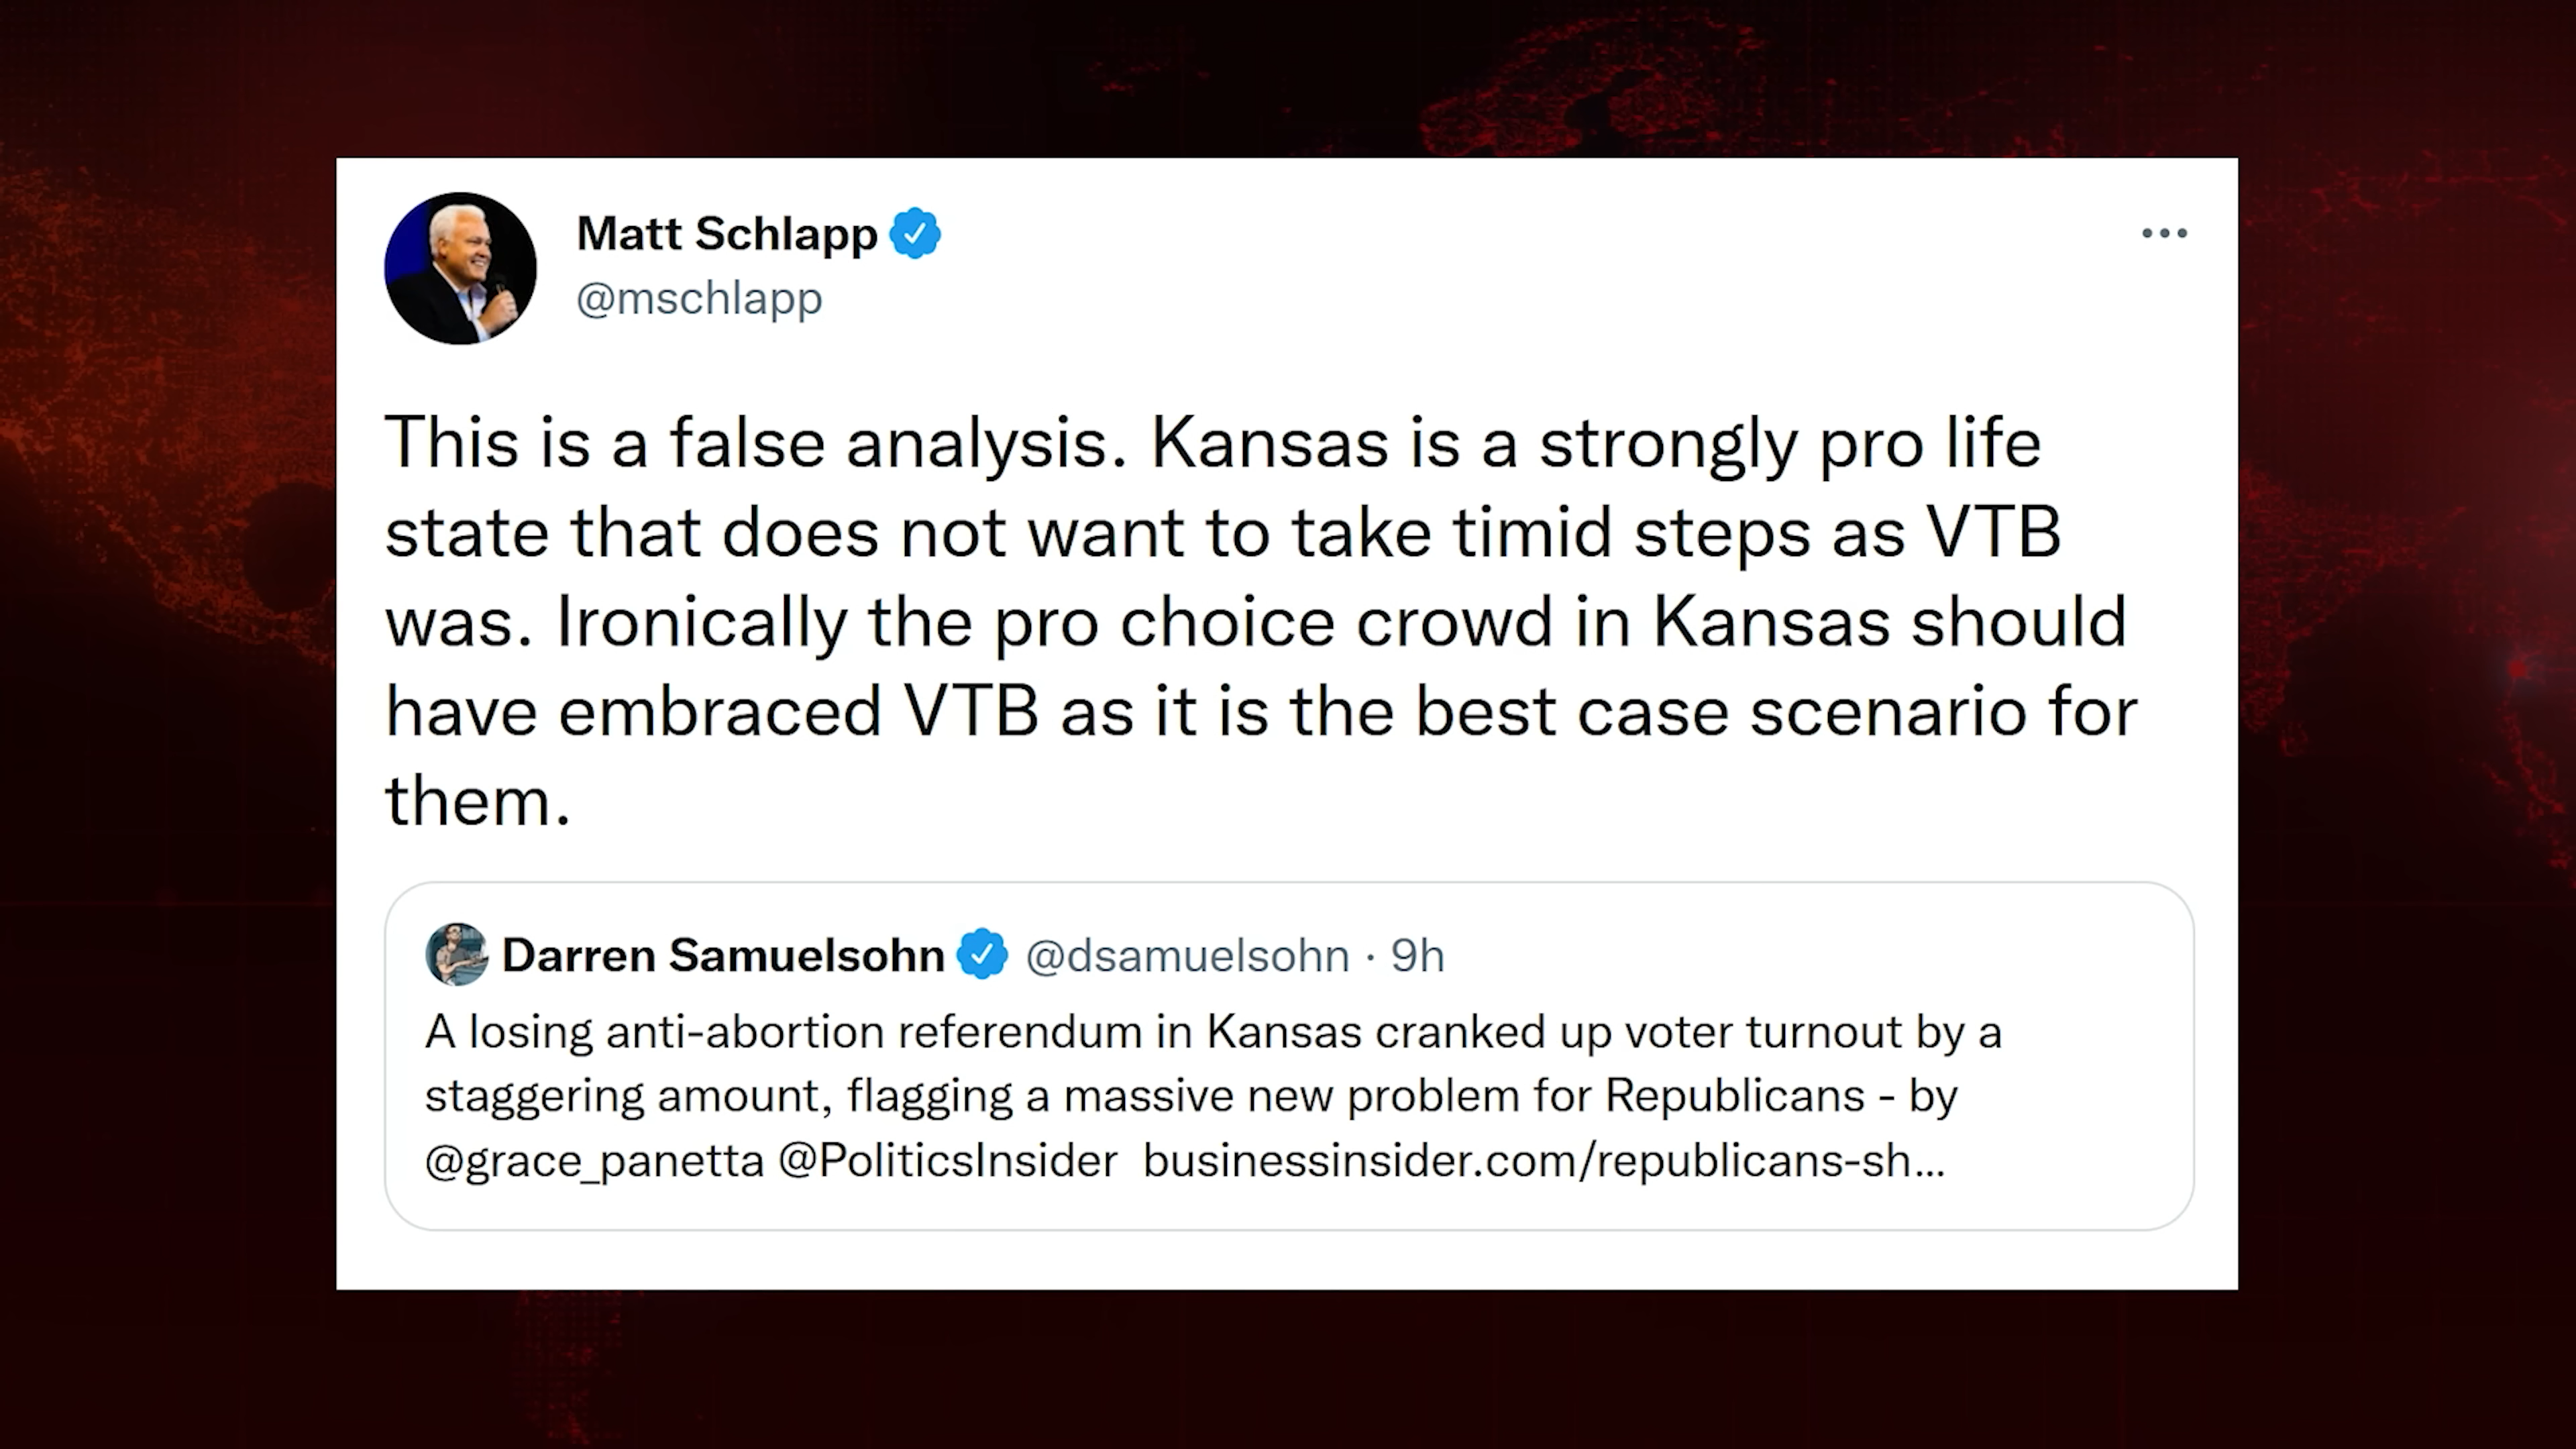 Matt Schlapp
@mschlapp
This is a false analysis. Kansas is a strongly pro life
state that does not want to take timid steps as VTB
was. Ironically the pro choice crowd in Kansas should
have embraced VTB as it is the best case scenario for
them.
Darren Samuelsohn @dsamuelsohn · 9h
A losing anti-abortion referendum in Kansas cranked up voter turnout by a
staggering amount, flagging a massive new problem for Republicans - by
@grace_panetta @PoliticsInsider businessinsider.com/republicans-sh...